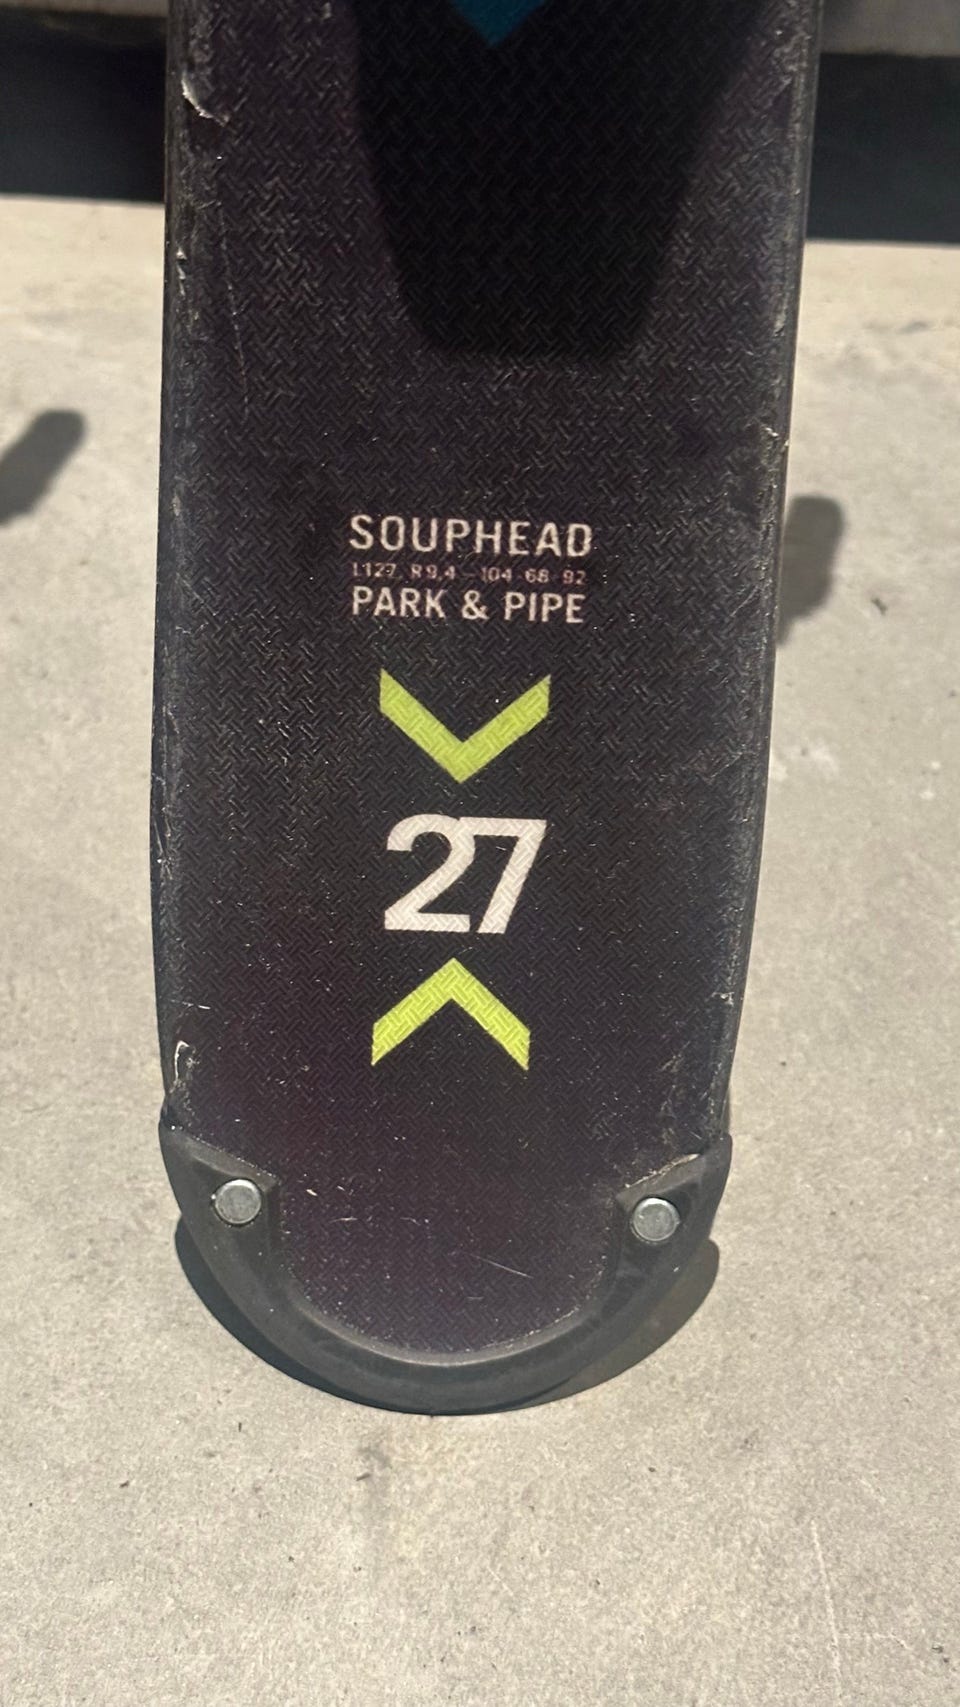 SOUPHEAD
L127 R9.4 - 104-68-92
PARK & PIPE
27